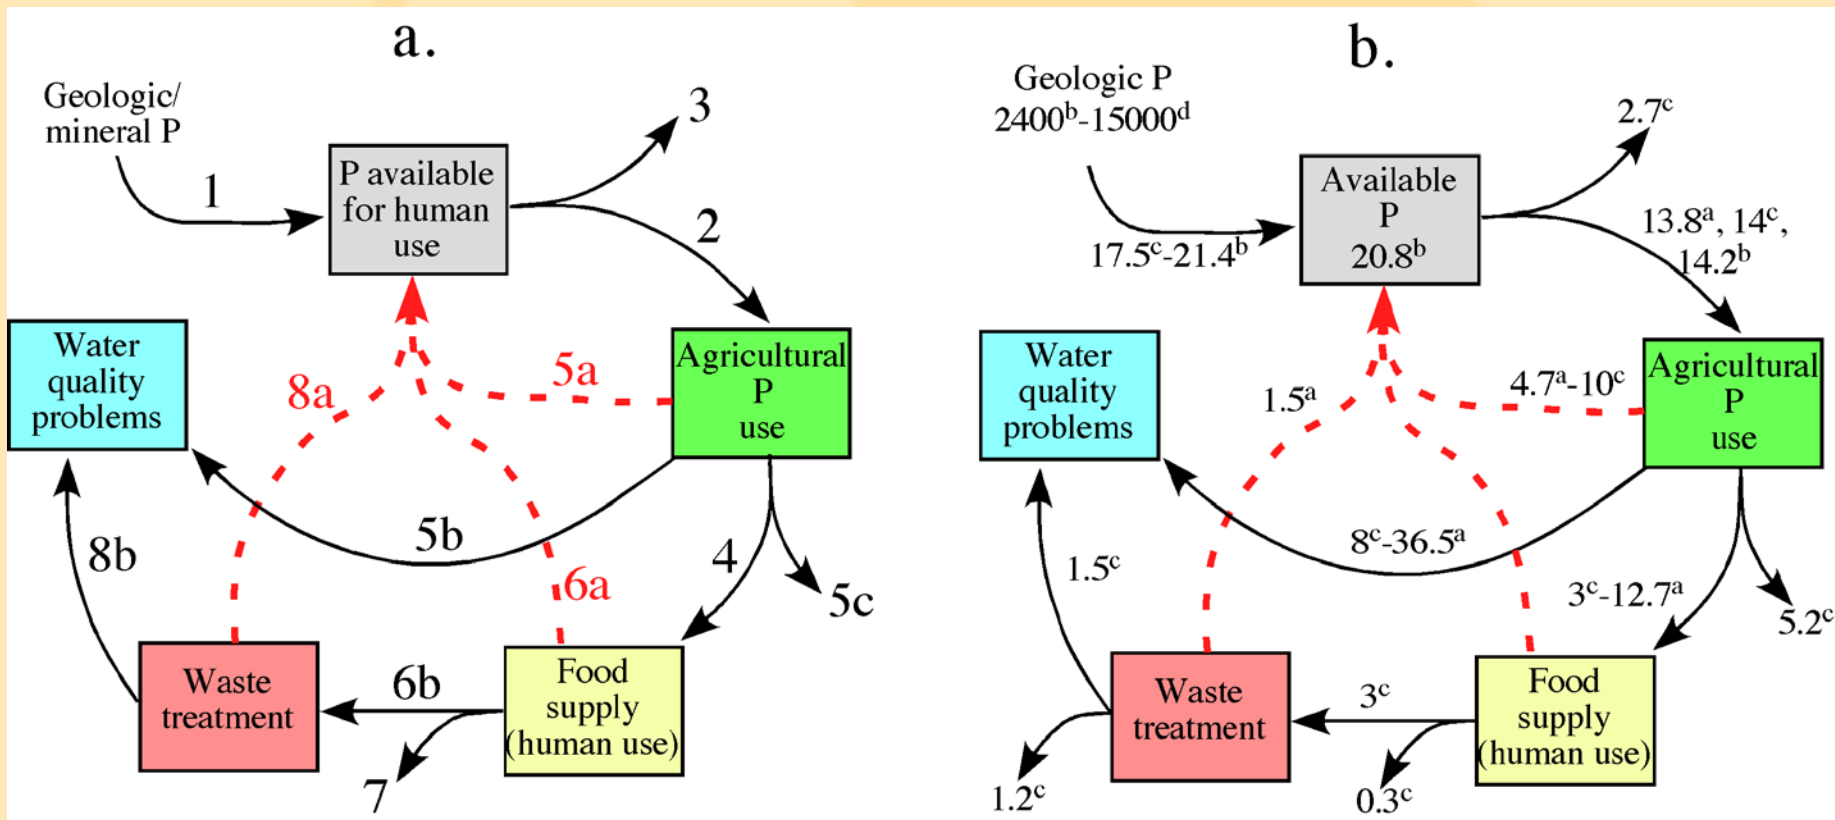 a.
Geologic/
mineral P
1
3
P available
for human
use
2
Water
quality
problems
8a
5a
Agricultural
P
use
8b
5b
6a
4
5c
Waste
treatment
6b
7
Food
supply
(human use)
b.
Geologic P
2400ᵇ-15000ᵈ
2.7ᶜ
Available
P
20.8ᵇ
17.5ᶜ-21.4ᵇ
13.8ᵃ, 14ᶜ,
14.2ᵇ
Water
quality
problems
1.5ᵃ
4.7ᵃ-10ᶜ
Agricultural
P
use
1.5ᶜ
8ᶜ-36.5ᵃ
3ᶜ-12.7ᵃ
5.2ᶜ
Waste
treatment
3ᶜ
Food
supply
(human use)
1.2ᶜ
0.3ᶜ